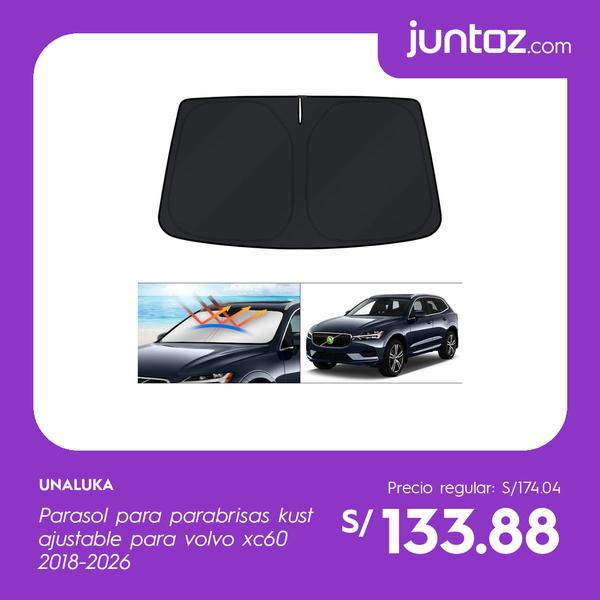 juntoz.com
UNALUKA
Parasol para parabrisas kust
ajustable para volvo xc60
2018-2026
Precio regular: S/174.04
S/133.88